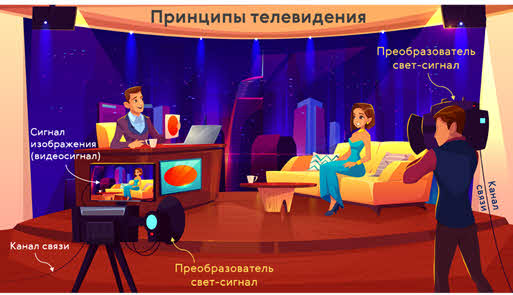 Принципы телевидения
Преобразователь
свет-сигнал
Сигнал
изображения
(видеосигнал)
Канал
связи
Канал связи
Преобразователь
свет-сигнал